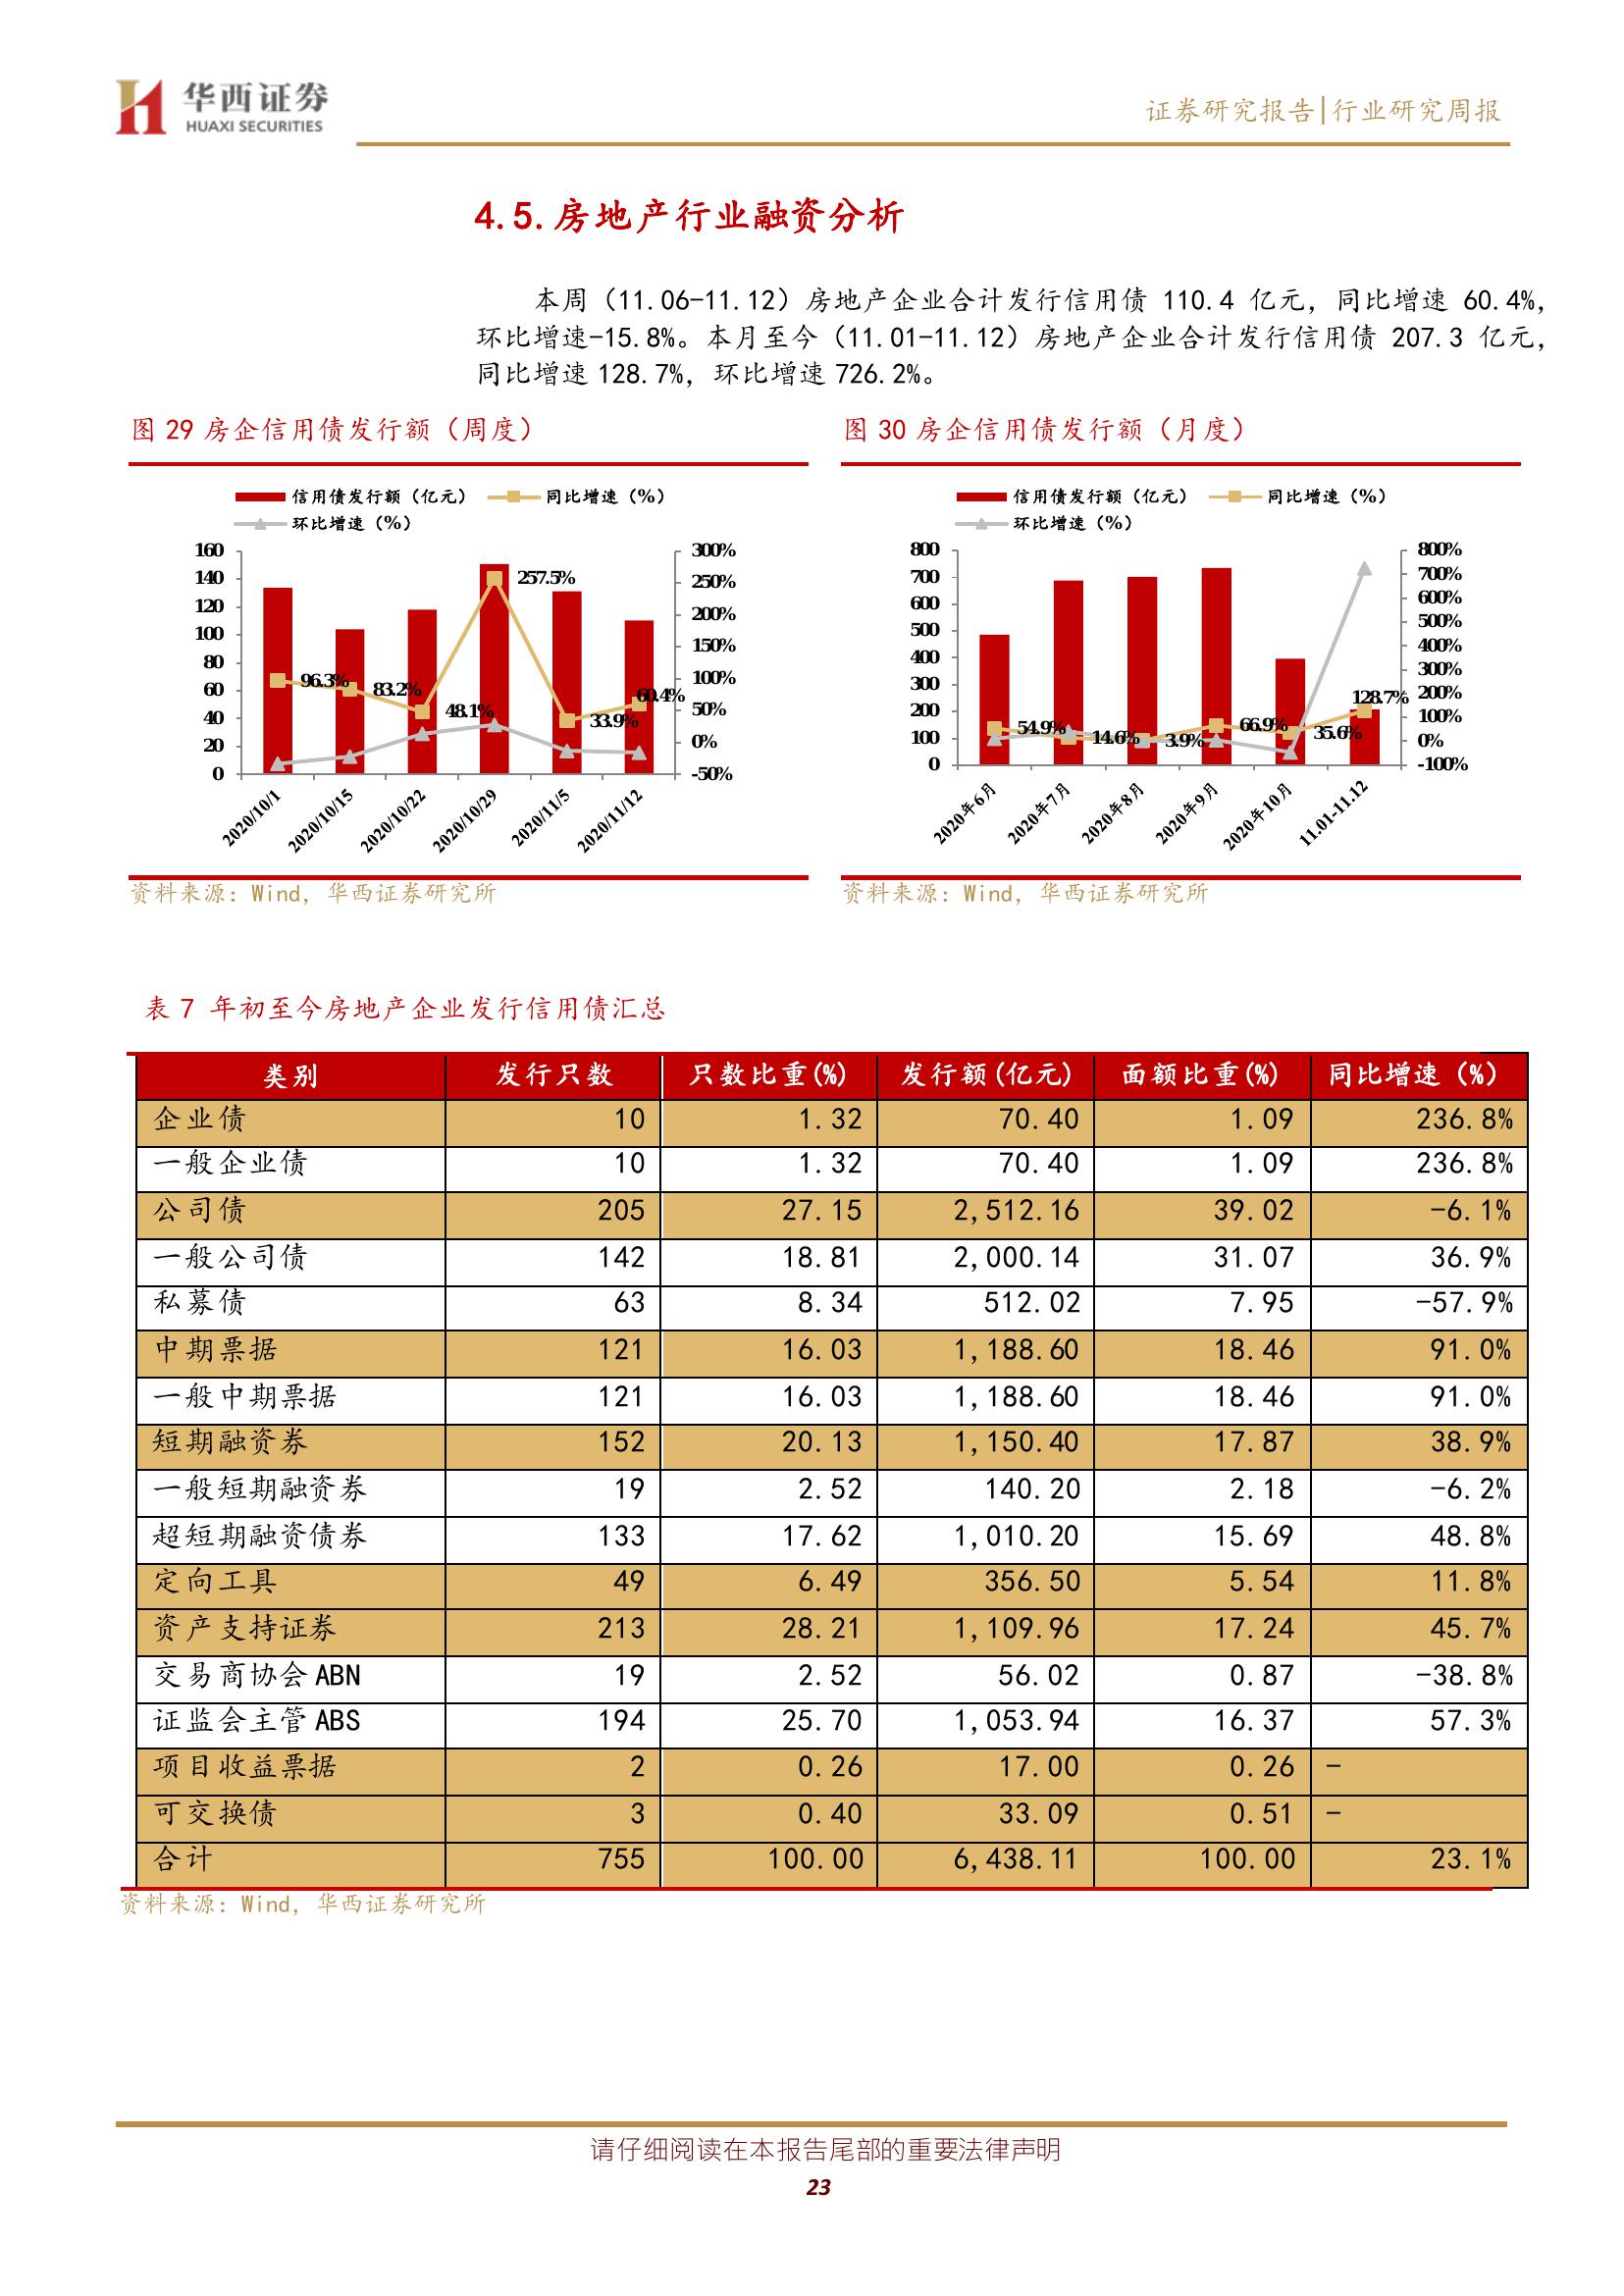 华西证券
HUAXI SECURITIES
证券研究报告|行业研究周报
4.5.房地产行业融资分析
本周（11.06-11.12）房地产企业合计发行信用债 110.4 亿元，同比增速 60.4%，
环比增速-15.8%。本月至今（11.01-11.12）房地产企业合计发行信用债 207.3 亿元，
同比增速 128.7%，环比增速 726.2%。
图 29 房企信用债发行额（周度）
信用债发行额（亿元） 同比增速（%）
环比增速（%）
160 300%
140 257.5% 250%
120 200%
100 150%
80 96.3% 83.2% 100%
60 48.1% 60.4% 50%
40 33.9% 0%
20
0 -50%
2020/10/1 2020/10/15 2020/10/22 2020/10/29 2020/11/5 2020/11/12
资料来源：Wind，华西证券研究所
图 30 房企信用债发行额（月度）
信用债发行额（亿元） 同比增速（%）
环比增速（%）
800 800%
700 700%
600 600%
500 500%
400 400%
300 300%
200 128.7% 200%
100 54.9% 14.6% 3.9% 66.9% 35.6% 100%
0 0%
-100%
2020年6月 2020年7月 2020年8月 2020年9月 2020年10月 11.01-11.12
资料来源：Wind，华西证券研究所
表 7 年初至今房地产企业发行信用债汇总
类别 发行只数 只数比重(%) 发行额(亿元) 面额比重(%) 同比增速（%）
企业债 10 1.32 70.40 1.09 236.8%
一般企业债 10 1.32 70.40 1.09 236.8%
公司债 205 27.15 2,512.16 39.02 -6.1%
一般公司债 142 18.81 2,000.14 31.07 36.9%
私募债 63 8.34 512.02 7.95 -57.9%
中期票据 121 16.03 1,188.60 18.46 91.0%
一般中期票据 121 16.03 1,188.60 18.46 91.0%
短期融资券 152 20.13 1,150.40 17.87 38.9%
一般短期融资券 19 2.52 140.20 2.18 -6.2%
超短期融资债券 133 17.62 1,010.20 15.69 48.8%
定向工具 49 6.49 356.50 5.54 11.8%
资产支持证券 213 28.21 1,109.96 17.24 45.7%
交易商协会 ABN 19 2.52 56.02 0.87 -38.8%
证监会主管 ABS 194 25.70 1,053.94 16.37 57.3%
项目收益票据 2 0.26 17.00 0.26 -
可交换债 3 0.40 33.09 0.51 -
合计 755 100.00 6,438.11 100.00 23.1%
资料来源：Wind，华西证券研究所
请仔细阅读在本报告尾部的重要法律声明
23